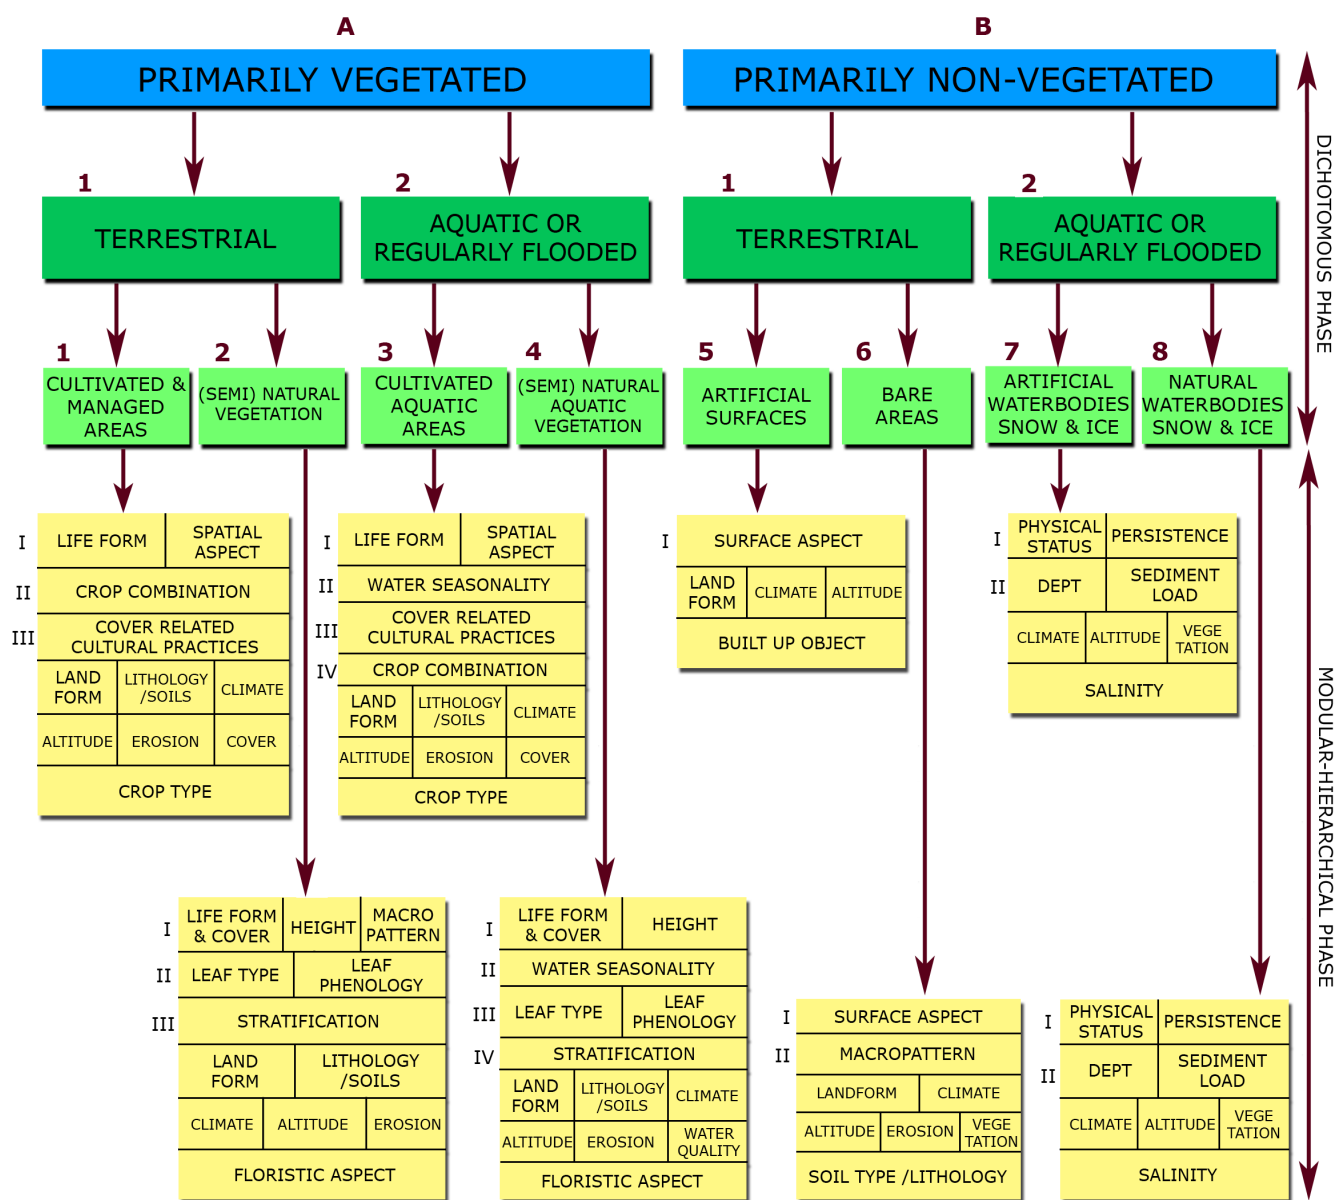 A
B
PRIMARILY VEGETATED
PRIMARILY NON-VEGETATED
DICHOTOMOUS PHASE
1
2
1
2
TERRESTRIAL
AQUATIC OR
REGULARLY FLOODED
TERRESTRIAL
AQUATIC OR
REGULARLY FLOODED
1
CULTIVATED &
MANAGED
AREAS
2
(SEMI) NATURAL
VEGETATION
3
CULTIVATED
AQUATIC
AREAS
4
(SEMI) NATURAL
AQUATIC
VEGETATION
5
ARTIFICIAL
SURFACES
6
BARE
AREAS
7
ARTIFICIAL
WATERBODIES
SNOW & ICE
8
NATURAL
WATERBODIES
SNOW & ICE
MODULAR-HIERARCHICAL PHASE
I
LIFE FORM
SPATIAL
ASPECT
II
CROP COMBINATION
III
COVER RELATED
CULTURAL PRACTICES
LAND
FORM
LITHOLOGY
/SOILS
CLIMATE
ALTITUDE
EROSION
COVER
CROP TYPE
I
LIFE FORM
SPATIAL
ASPECT
II
WATER SEASONALITY
III
COVER RELATED
CULTURAL PRACTICES
IV
CROP COMBINATION
LAND
FORM
LITHOLOGY
/SOILS
CLIMATE
ALTITUDE
EROSION
COVER
CROP TYPE
I
SURFACE ASPECT
LAND
FORM
CLIMATE
ALTITUDE
BUILT UP OBJECT
I
PHYSICAL
STATUS
PERSISTENCE
II
DEPT
SEDIMENT
LOAD
CLIMATE
ALTITUDE
VEGE
TATION
SALINITY
I
LIFE FORM
& COVER
HEIGHT
MACRO
PATTERN
II
LEAF TYPE
LEAF
PHENOLOGY
III
STRATIFICATION
LAND
FORM
LITHOLOGY
/SOILS
CLIMATE
ALTITUDE
EROSION
FLORISTIC ASPECT
I
LIFE FORM
& COVER
HEIGHT
II
WATER SEASONALITY
III
LEAF TYPE
LEAF
PHENOLOGY
IV
STRATIFICATION
LAND
FORM
LITHOLOGY
/SOILS
CLIMATE
ALTITUDE
EROSION
WATER
QUALITY
FLORISTIC ASPECT
I
SURFACE ASPECT
II
MACROPATTERN
LANDFORM
CLIMATE
ALTITUDE
EROSION
VEGE
TATION
SOIL TYPE /LITHOLOGY
I
PHYSICAL
STATUS
PERSISTENCE
II
DEPT
SEDIMENT
LOAD
CLIMATE
ALTITUDE
VEGE
TATION
SALINITY